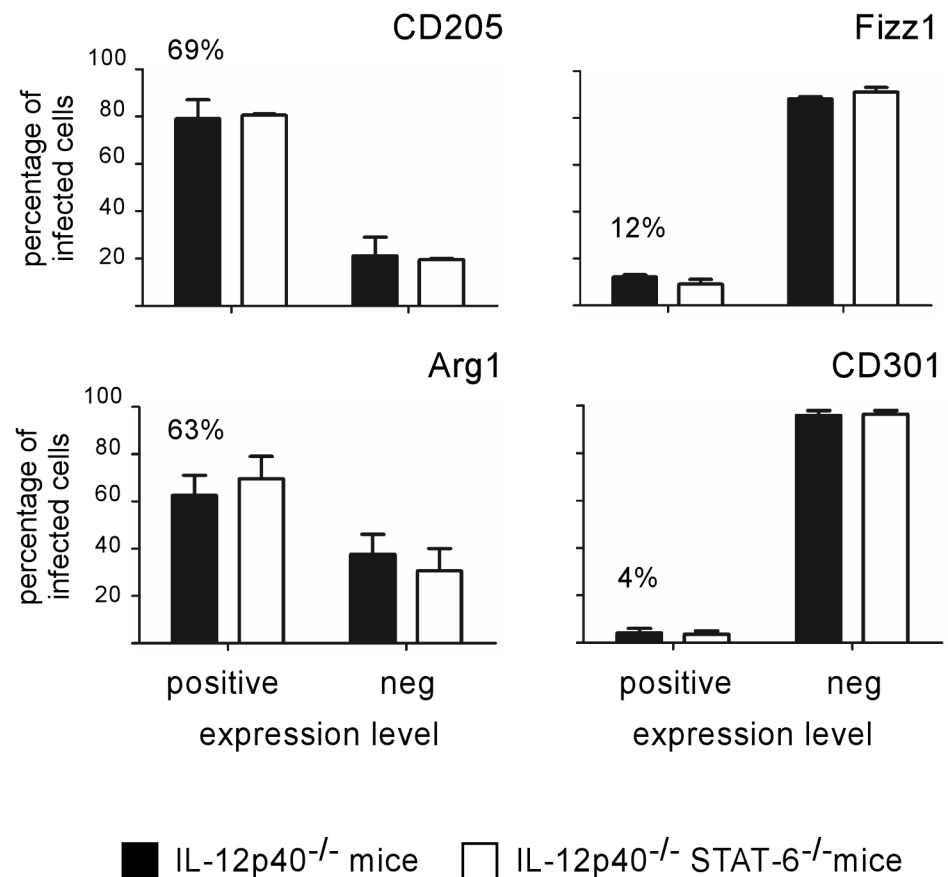 CD205
69%
100
80
60
40
20
percentage of
infected cells
Fizz1
12%
Arg1
63%
100
80
60
40
20
percentage of
infected cells
positive neg
expression level
CD301
4%
positive neg
expression level
IL-12p40-/- mice
IL-12p40-/- STAT-6-/-mice